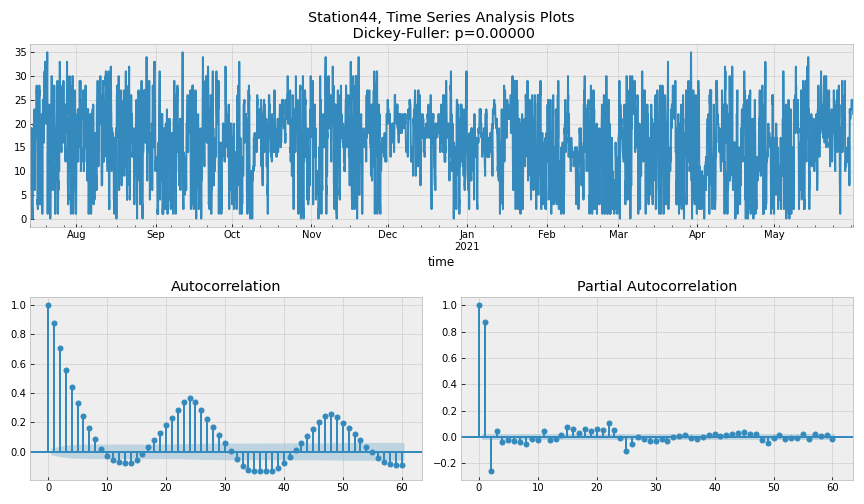 Station44, Time Series Analysis Plots
Dickey-Fuller: p=0.00000
35
30
25
20
15
10
5
0
Aug Sep Oct Nov Dec Jan Feb Mar Apr May
2021
time
Autocorrelation
1.0
0.8
0.6
0.4
0.2
0.0
0 10 20 30 40 50 60
Partial Autocorrelation
1.0
0.8
0.6
0.4
0.2
0.0
−0.2
0 10 20 30 40 50 60